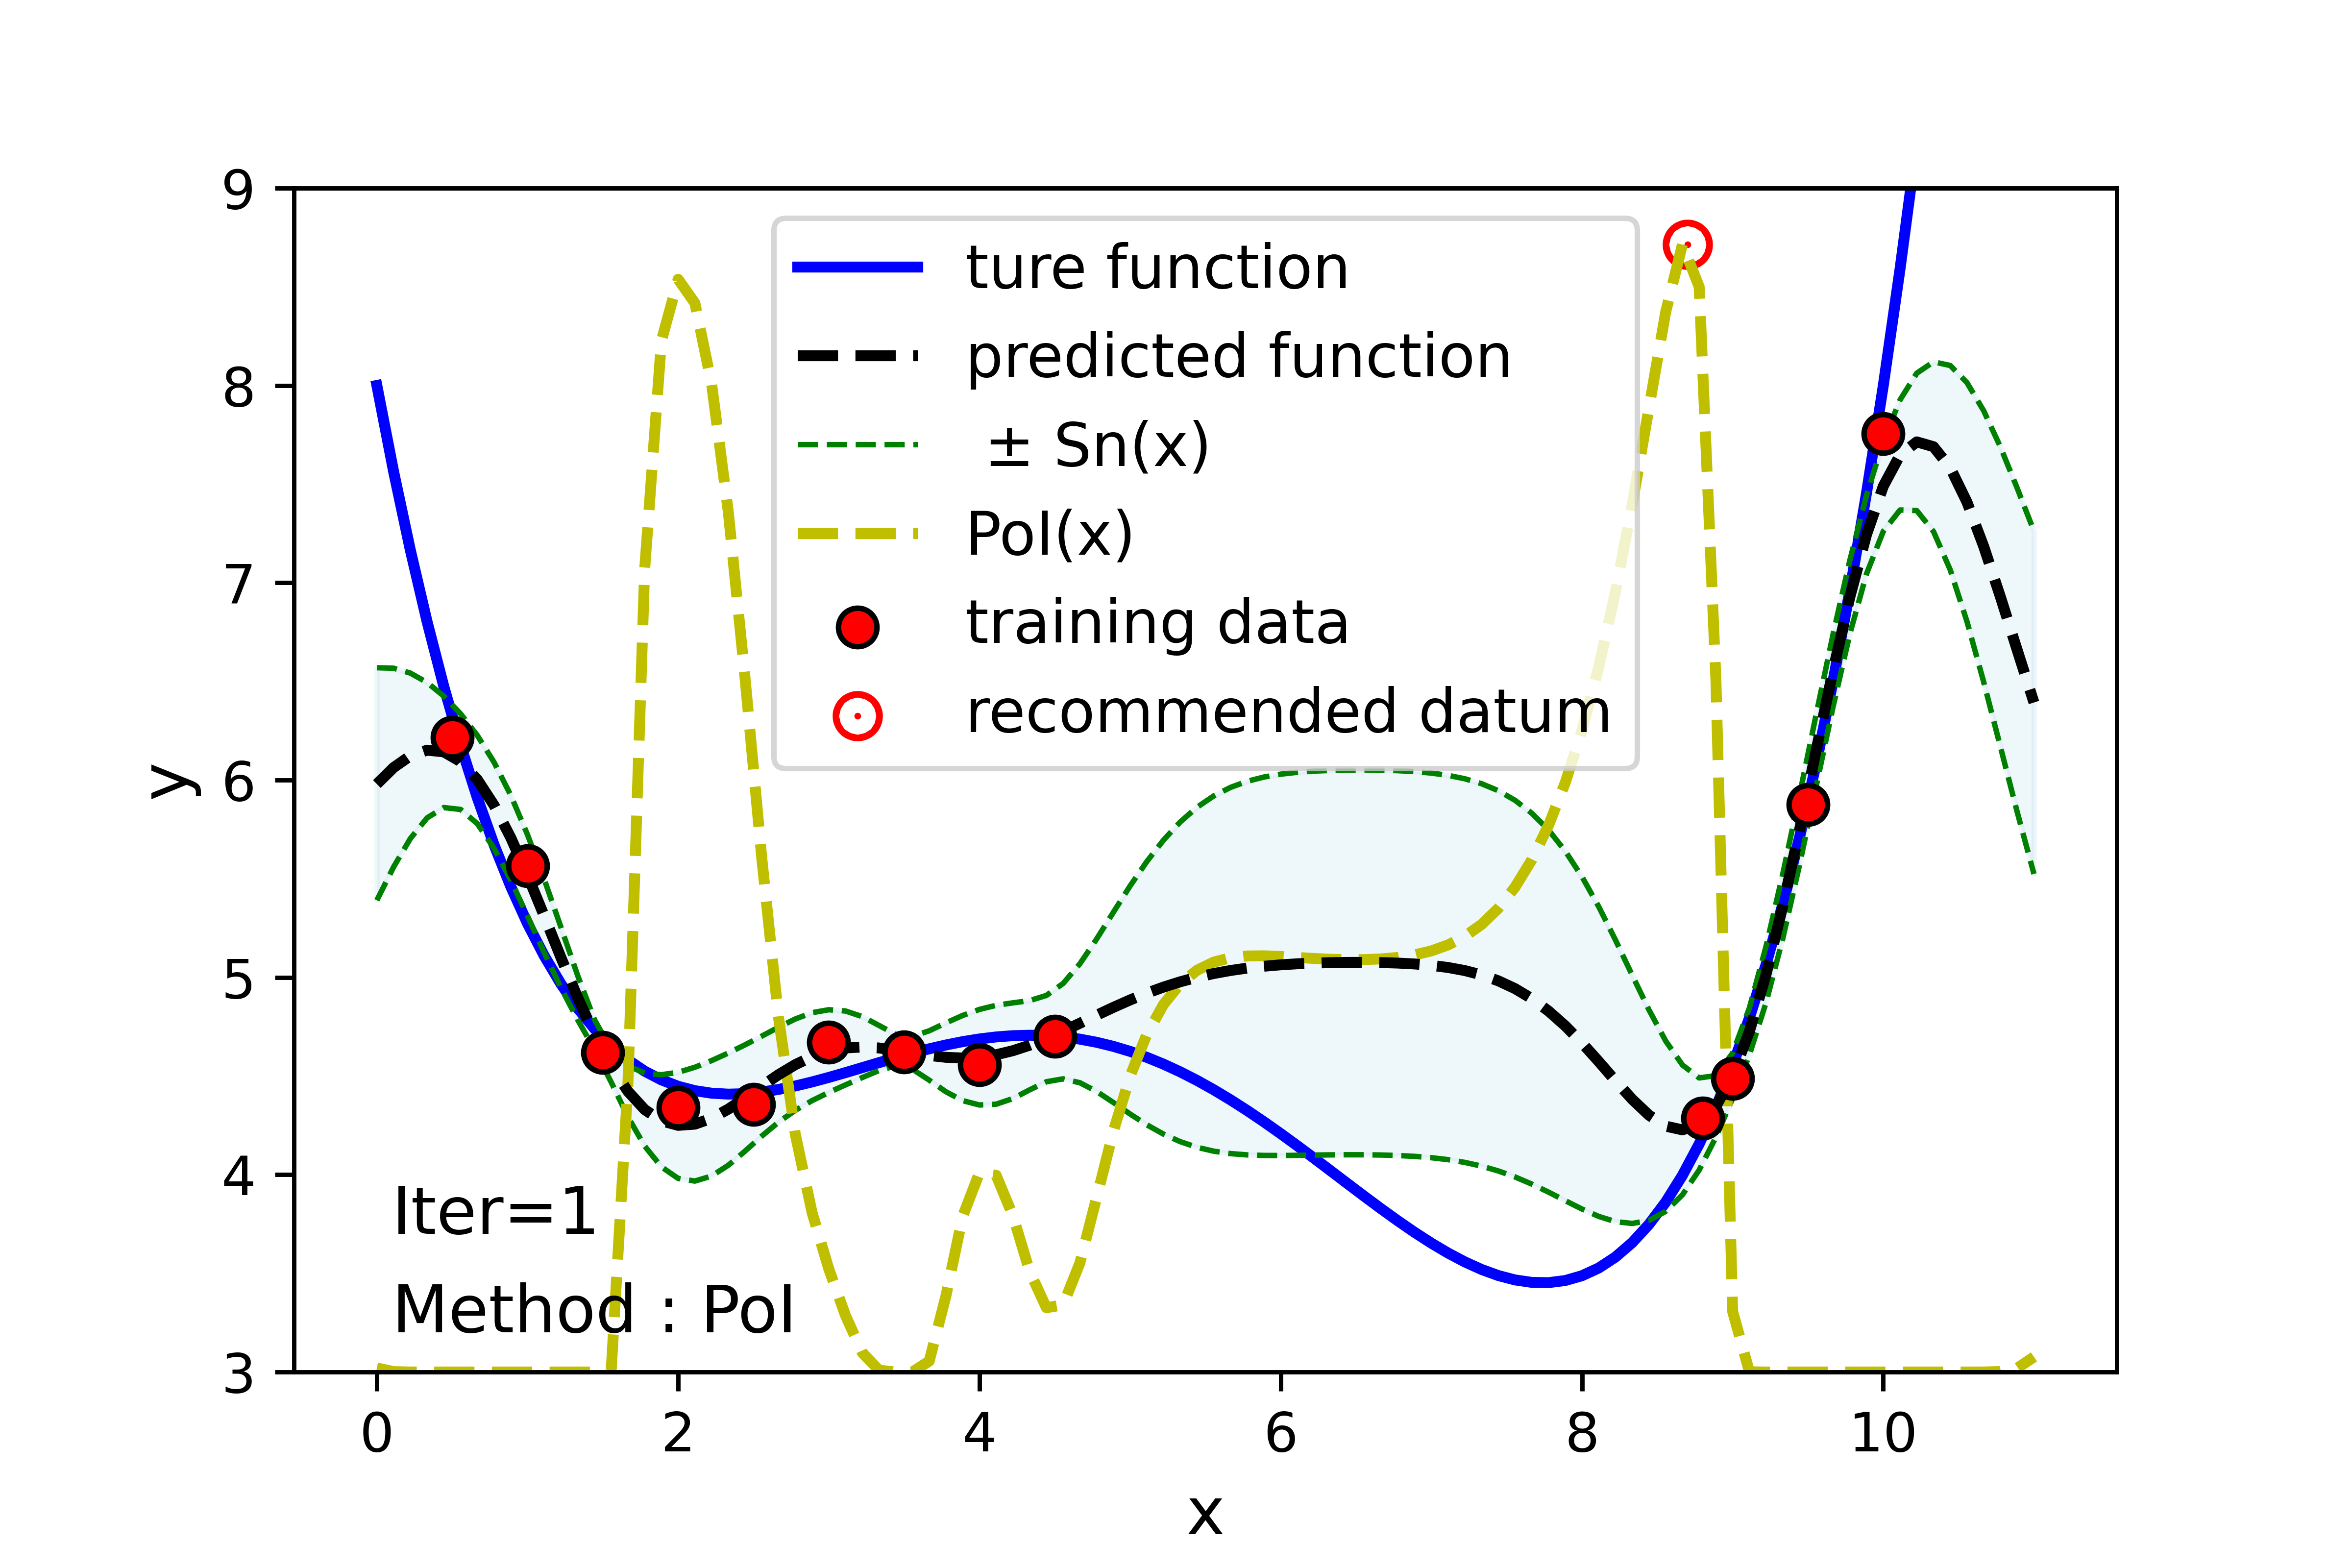 ture function
predicted function
± Sn(x)
PoI(x)
training data
recommended datum
9
8
7
6
5
4
3
y
Iter=1
Method : PoI
0 2 4 6 8 10
x